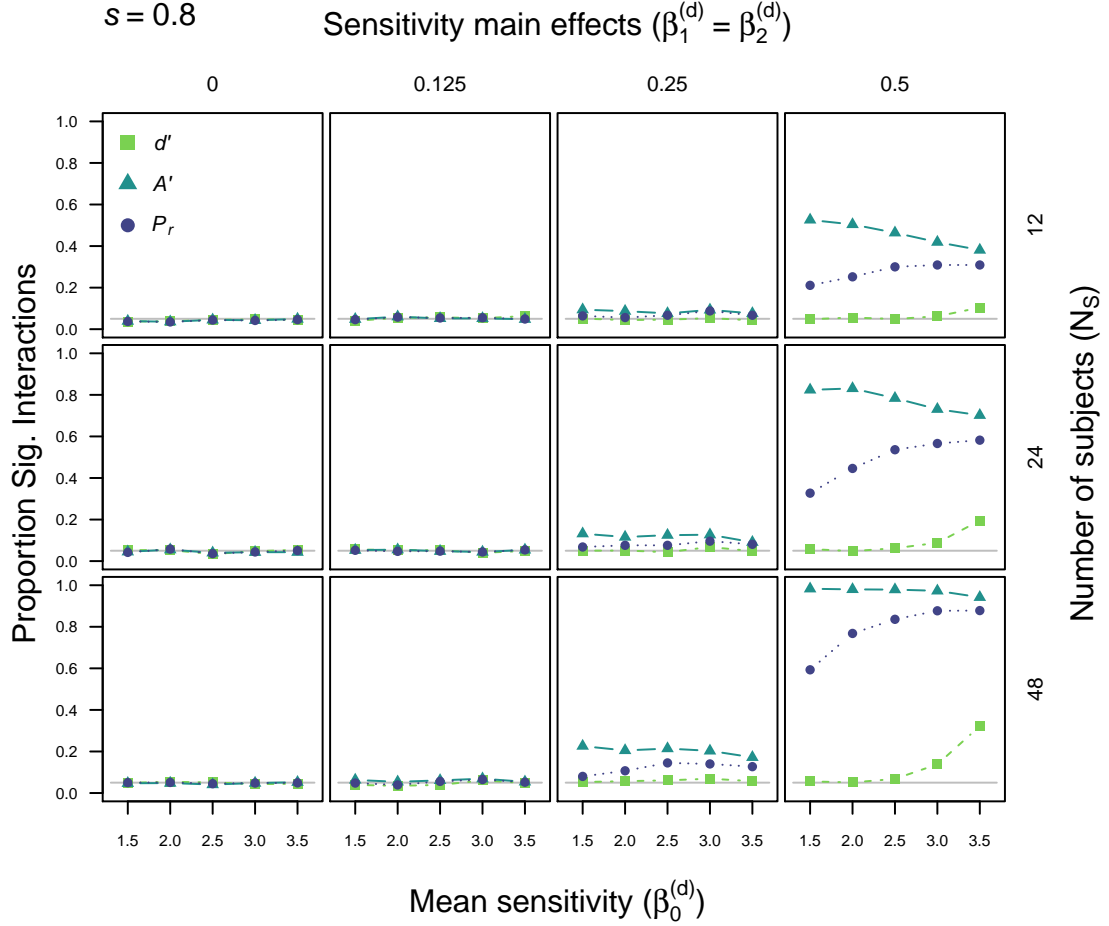 s = 0.8
Sensitivity main effects (β₁⁽ᵈ⁾ = β₂⁽ᵈ⁾)
0 0.125 0.25 0.5
Proportion Sig. Interactions
1.0
0.8
0.6
0.4
0.2
0.0
d′
A′
Pᵣ
12
1.0
0.8
0.6
0.4
0.2
0.0
24
1.0
0.8
0.6
0.4
0.2
0.0
48
Number of subjects (N_S)
1.5 2.0 2.5 3.0 3.5 1.5 2.0 2.5 3.0 3.5 1.5 2.0 2.5 3.0 3.5 1.5 2.0 2.5 3.0 3.5
Mean sensitivity (β₀⁽ᵈ⁾)